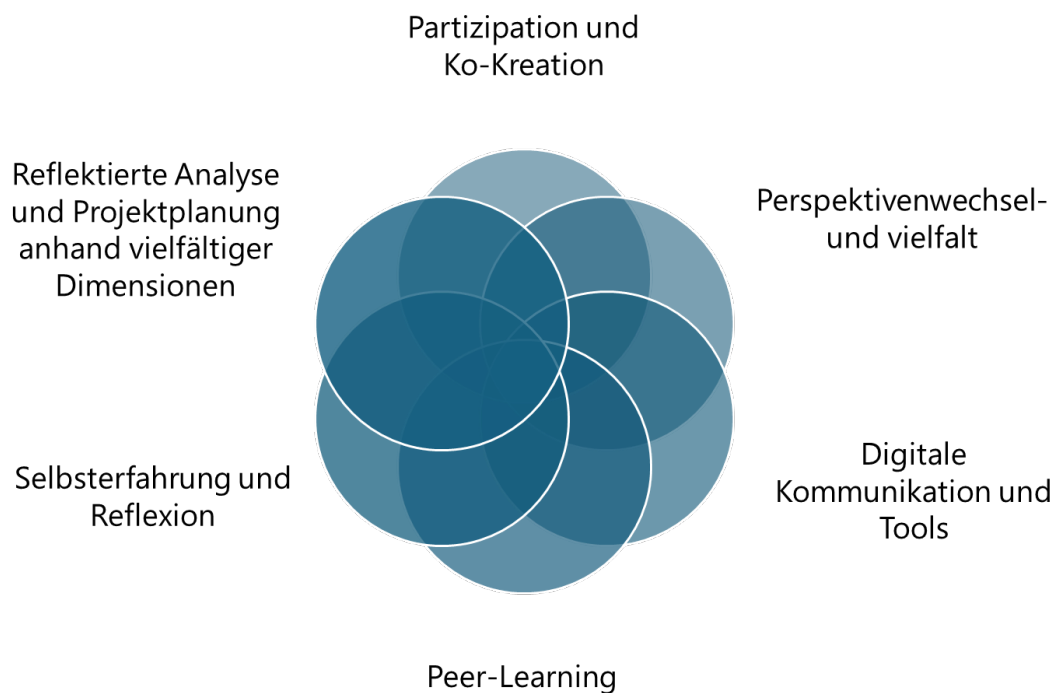 Partizipation und
Ko-Kreation
Perspektivenwechsel-
und vielfalt
Digitale
Kommunikation und
Tools
Peer-Learning
Selbsterfahrung und
Reflexion
Reflektierte Analyse
und Projektplanung
anhand vielfältiger
Dimensionen